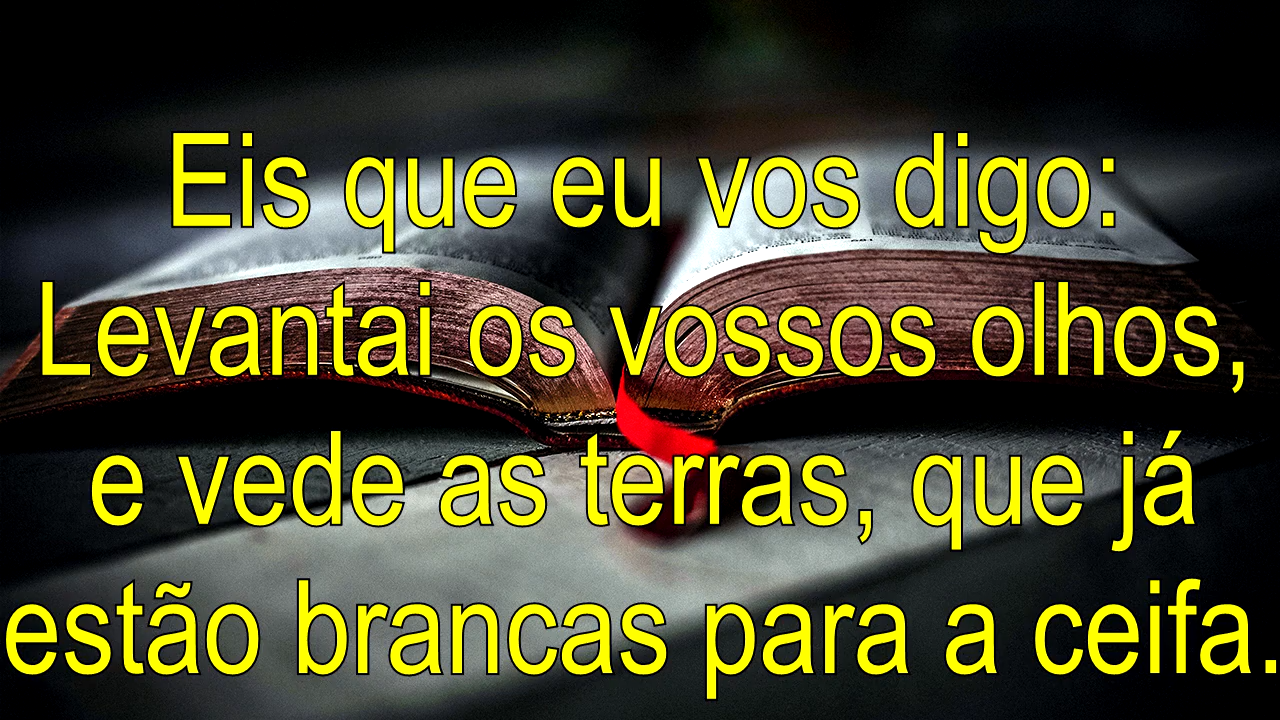 Eis que eu vos digo:
Levantai os vossos olhos,
e vede as terras, que já
estão brancas para a ceifa.